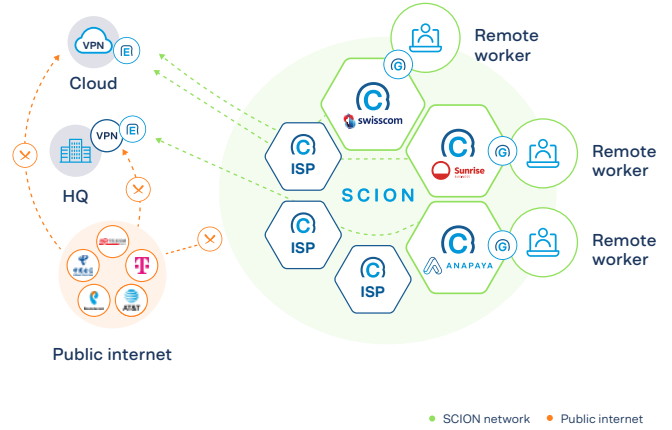 VPN
E
Cloud
VPN
E
HQ
T
AT&T
Public internet
C
swisscom
G
Remote
worker
C
ISP
C
Sunrise
G
Remote
worker
SCION
C
ISP
C
ANAPAYA
G
Remote
worker
C
ISP
SCION network
Public internet